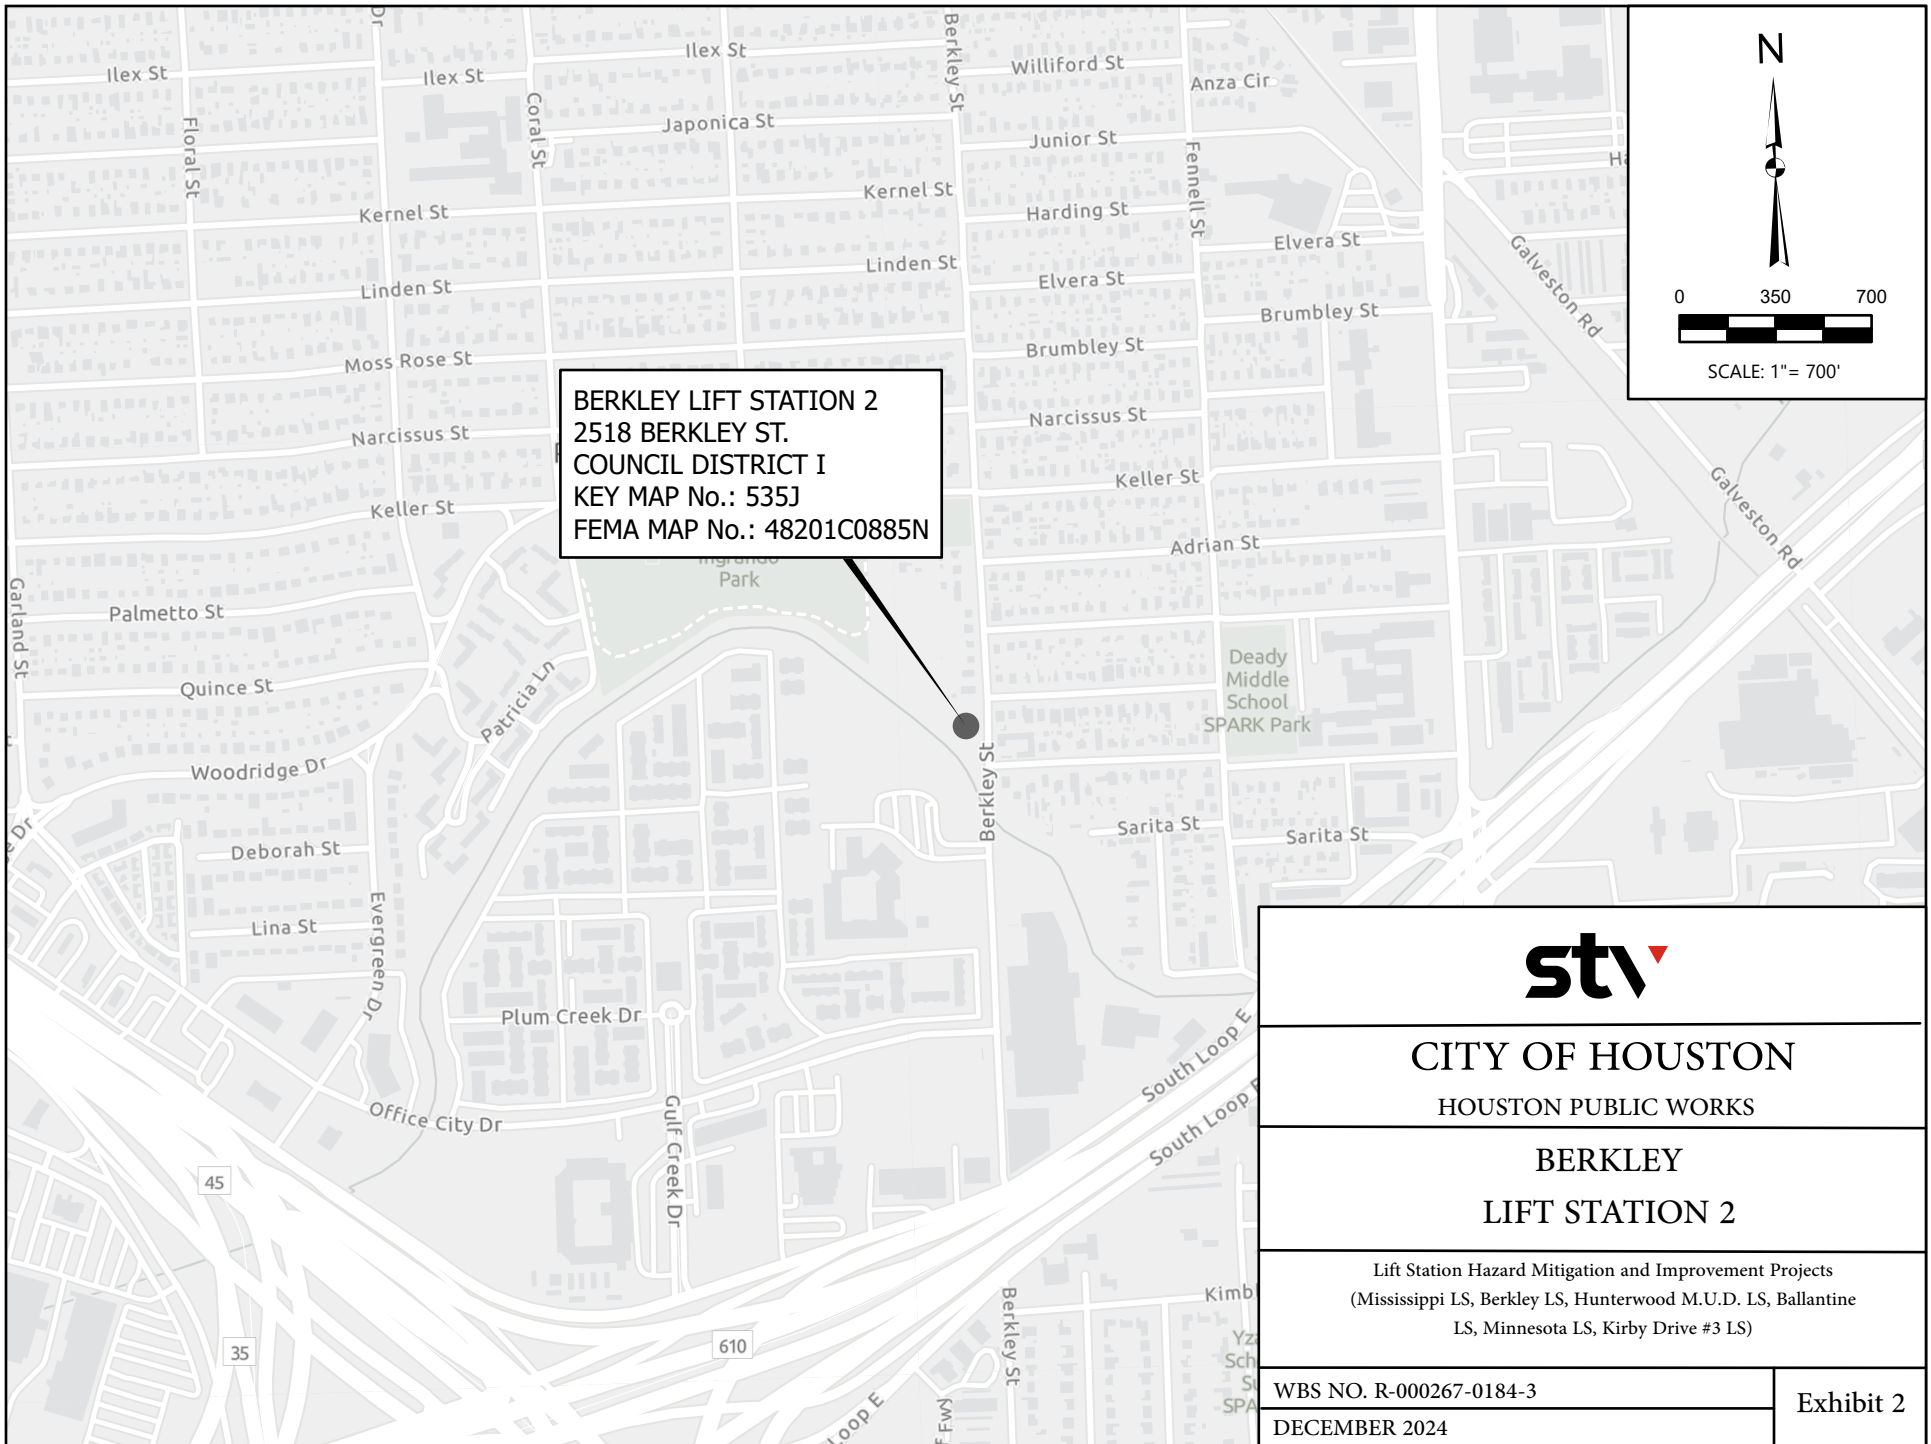 Dr
Ilex St
Ilex St
Ilex St
Berkley St
Williford St
Anza Cir
Floral St
Coral St
Japonica St
Junior St
Fennell St
Kernel St
Kernel St
Harding St
Elvera St
Linden St
Linden St
Elvera St
Brumbley St
Galveston Rd
Moss Rose St
Brumbley St
Narcissus St
Narcissus St
Keller St
Keller St
Galveston Rd
Adrian St
N
0 350 700
SCALE: 1"= 700'
BERKLEY LIFT STATION 2
2518 BERKLEY ST.
COUNCIL DISTRICT I
KEY MAP No.: 535J
FEMA MAP No.: 48201C0885N
Park
Garland St
Palmetto St
Quince St
Patricia Ln
Deady
Middle
School
SPARK Park
Woodridge Dr
Berkley St
Deborah St
Sarita St
Sarita St
Evergreen Dr
Lina St
Plum Creek Dr
Office City Dr
Gulf Creek Dr
South Loop E
South Loop E
45
35
610
Berkley St
Loop E
Fwy
stv
CITY OF HOUSTON
HOUSTON PUBLIC WORKS
BERKLEY
LIFT STATION 2
Lift Station Hazard Mitigation and Improvement Projects
(Mississippi LS, Berkley LS, Hunterwood M.U.D. LS, Ballantine
LS, Minnesota LS, Kirby Drive #3 LS)
WBS NO. R-000267-0184-3
DECEMBER 2024
Exhibit 2